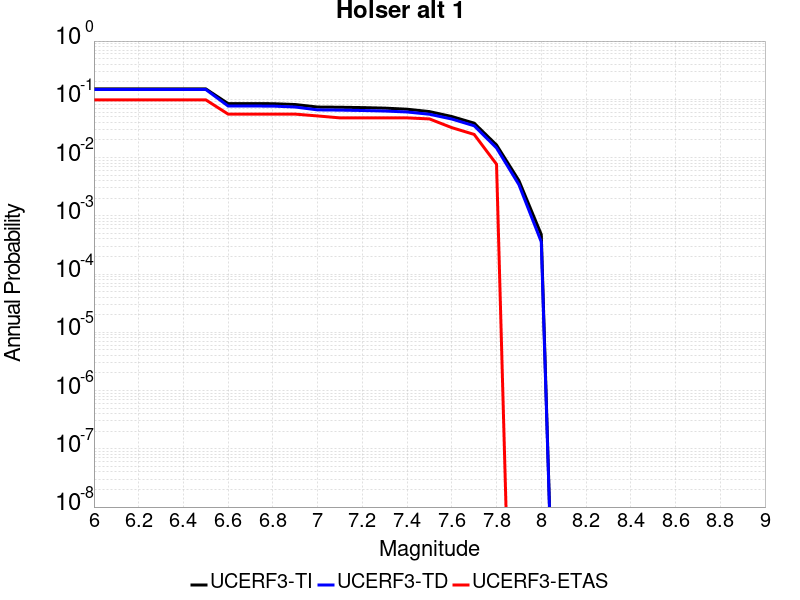 Holser alt 1
10^0
10^-1
10^-2
10^-3
10^-4
10^-5
10^-6
10^-7
10^-8
Annual Probability
6 6.2 6.4 6.6 6.8 7 7.2 7.4 7.6 7.8 8 8.2 8.4 8.6 8.8 9
Magnitude
UCERF3-TI UCERF3-TD UCERF3-ETAS